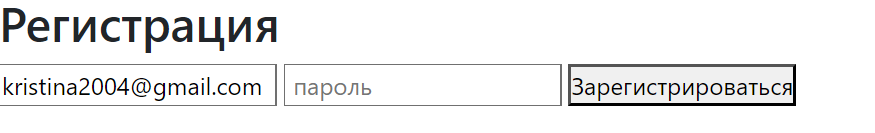 Регистрация
kristina2004@gmail.com пароль Зарегистрироваться